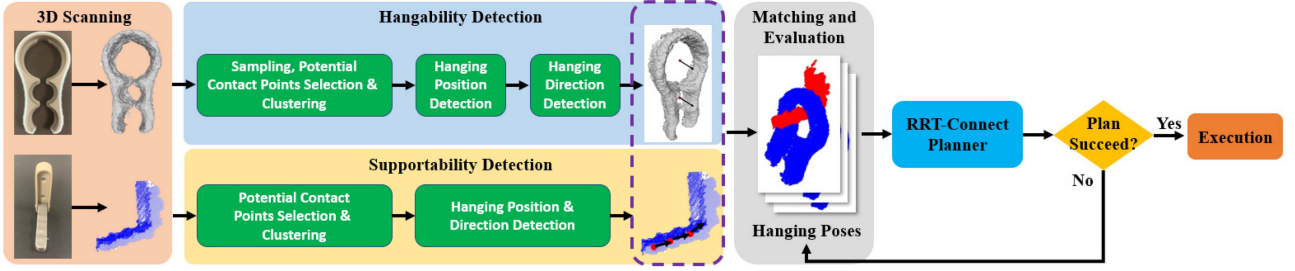 3D Scanning
Hangability Detection
Sampling, Potential
Contact Points Selection &
Clustering
Hanging
Position
Detection
Hanging
Direction
Detection
Supportability Detection
Potential Contact
Points Selection &
Clustering
Hanging Position &
Direction Detection
Matching and
Evaluation
Hanging Poses
RRT-Connect
Planner
Plan
Succeed?
Yes
No
Execution